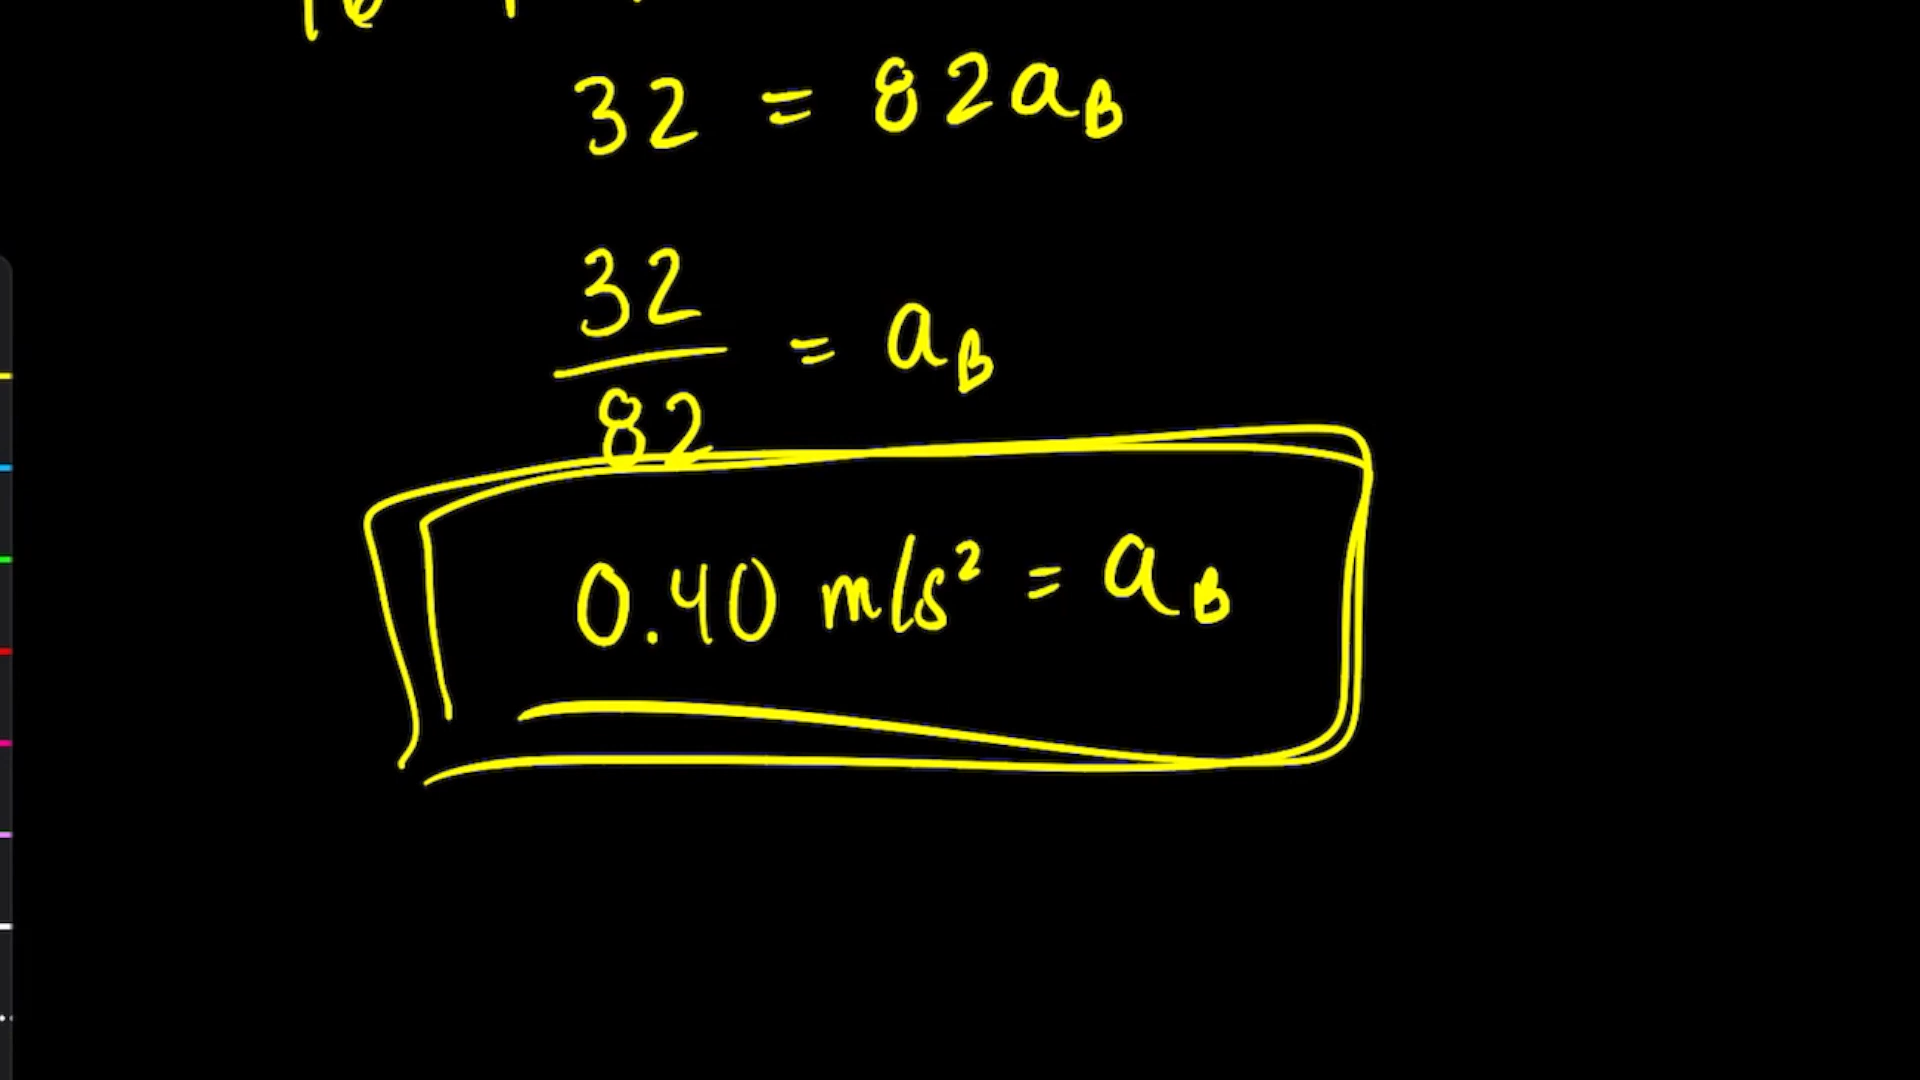 32 = 82a_B
32/82 = a_B
0.40 m/s² = a_B